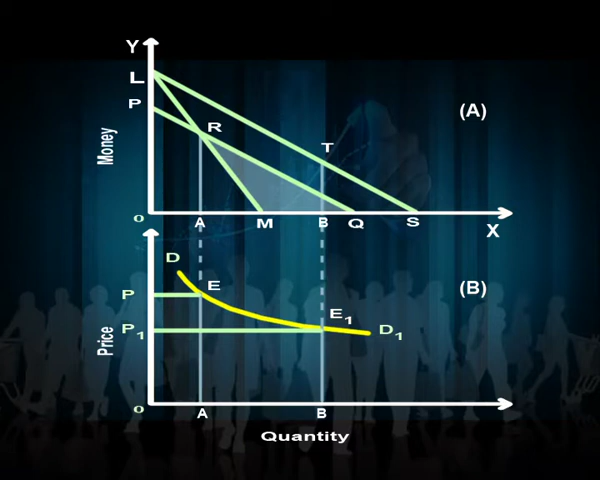 Y
L
P
R
T
(A)
Money
o A M B Q S
X
D
E
P
(B)
E1
P1
D1
Price
o A B
Quantity